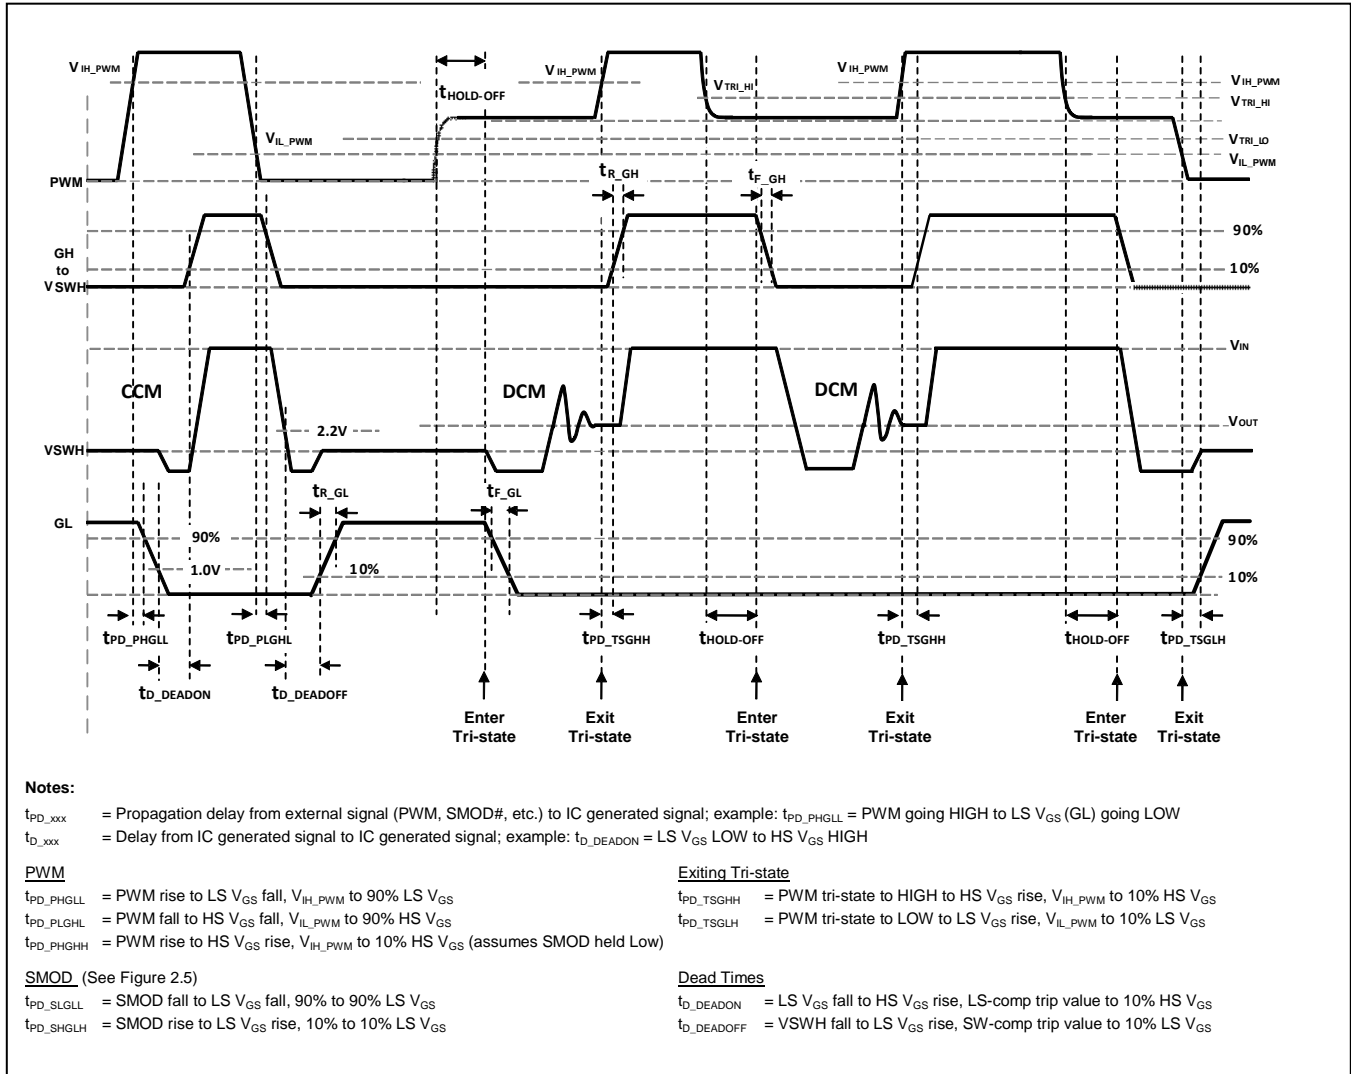 VIH_PWM
VIH_PWM
VIH_PWM
VIH_PWM
VTRI_HI
VTRI_HI
tHOLD-OFF
VIL_PWM
VTRI_LO
VIL_PWM
PWM
tR_GH
tF_GH
90%
GH
to
VSWH
10%
VIN
CCM
DCM
DCM
2.2V
VOUT
VSWH
tR_GL
tF_GL
GL
90%
90%
1.0V
10%
10%
tPD_PHGLL
tPD_PLGHL
tPD_TSGHH
tHOLD-OFF
tPD_TSGHH
tHOLD-OFF
tPD_TSGLH
tD_DEADON
tD_DEADOFF
Enter
Tri-state
Exit
Tri-state
Enter
Tri-state
Exit
Tri-state
Enter
Tri-state
Exit
Tri-state
Notes:
tPD_xxx = Propagation delay from external signal (PWM, SMOD#, etc.) to IC generated signal; example: tPD_PHGLL = PWM going HIGH to LS VGS (GL) going LOW
tD_xxx = Delay from IC generated signal to IC generated signal; example: tD_DEADON = LS VGS LOW to HS VGS HIGH
PWM
tPD_PHGLL = PWM rise to LS VGS fall, VIH_PWM to 90% LS VGS
tPD_PLGHL = PWM fall to HS VGS fall, VIL_PWM to 90% HS VGS
tPD_PHGHH = PWM rise to HS VGS rise, VIH_PWM to 10% HS VGS (assumes SMOD held Low)
Exiting Tri-state
tPD_TSGHH = PWM tri-state to HIGH to HS VGS rise, VIH_PWM to 10% HS VGS
tPD_TSGLH = PWM tri-state to LOW to LS VGS rise, VIL_PWM to 10% LS VGS
SMOD (See Figure 2.5)
tPD_SLGLL = SMOD fall to LS VGS fall, 90% to 90% LS VGS
tPD_SHGLH = SMOD rise to LS VGS rise, 10% to 10% LS VGS
Dead Times
tD_DEADON = LS VGS fall to HS VGS rise, LS-comp trip value to 10% HS VGS
tD_DEADOFF = VSWH fall to LS VGS rise, SW-comp trip value to 10% LS VGS